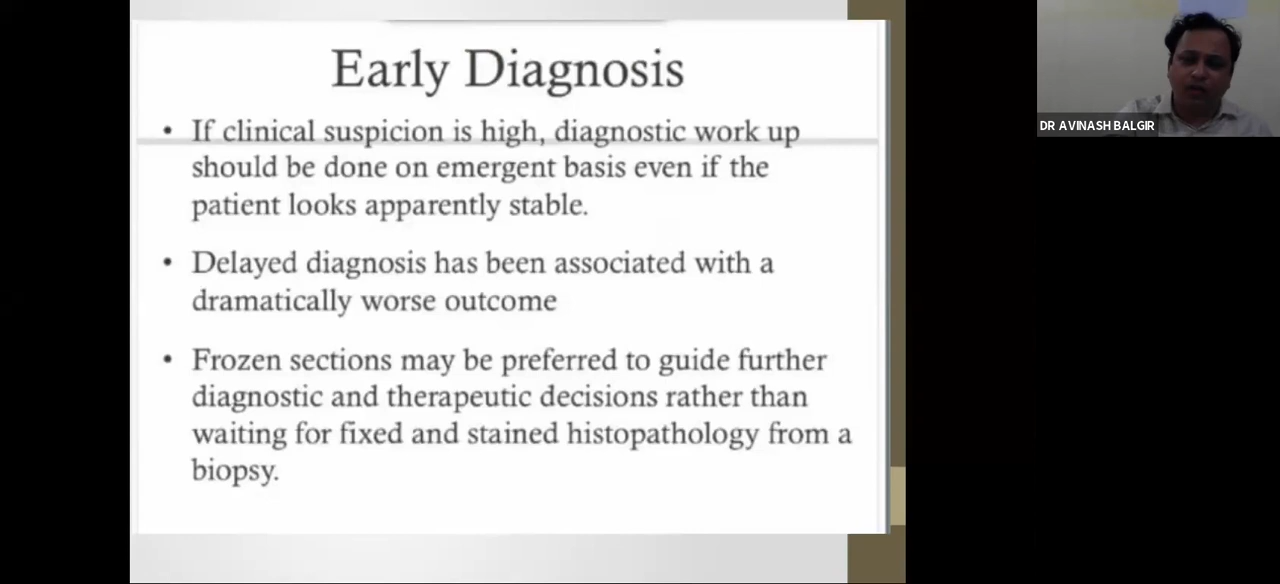 Early Diagnosis
• If clinical suspicion is high, diagnostic work up
should be done on emergent basis even if the
patient looks apparently stable.
• Delayed diagnosis has been associated with a
dramatically worse outcome
• Frozen sections may be preferred to guide further
diagnostic and therapeutic decisions rather than
waiting for fixed and stained histopathology from a
biopsy.
DR AVINASH BALGIR